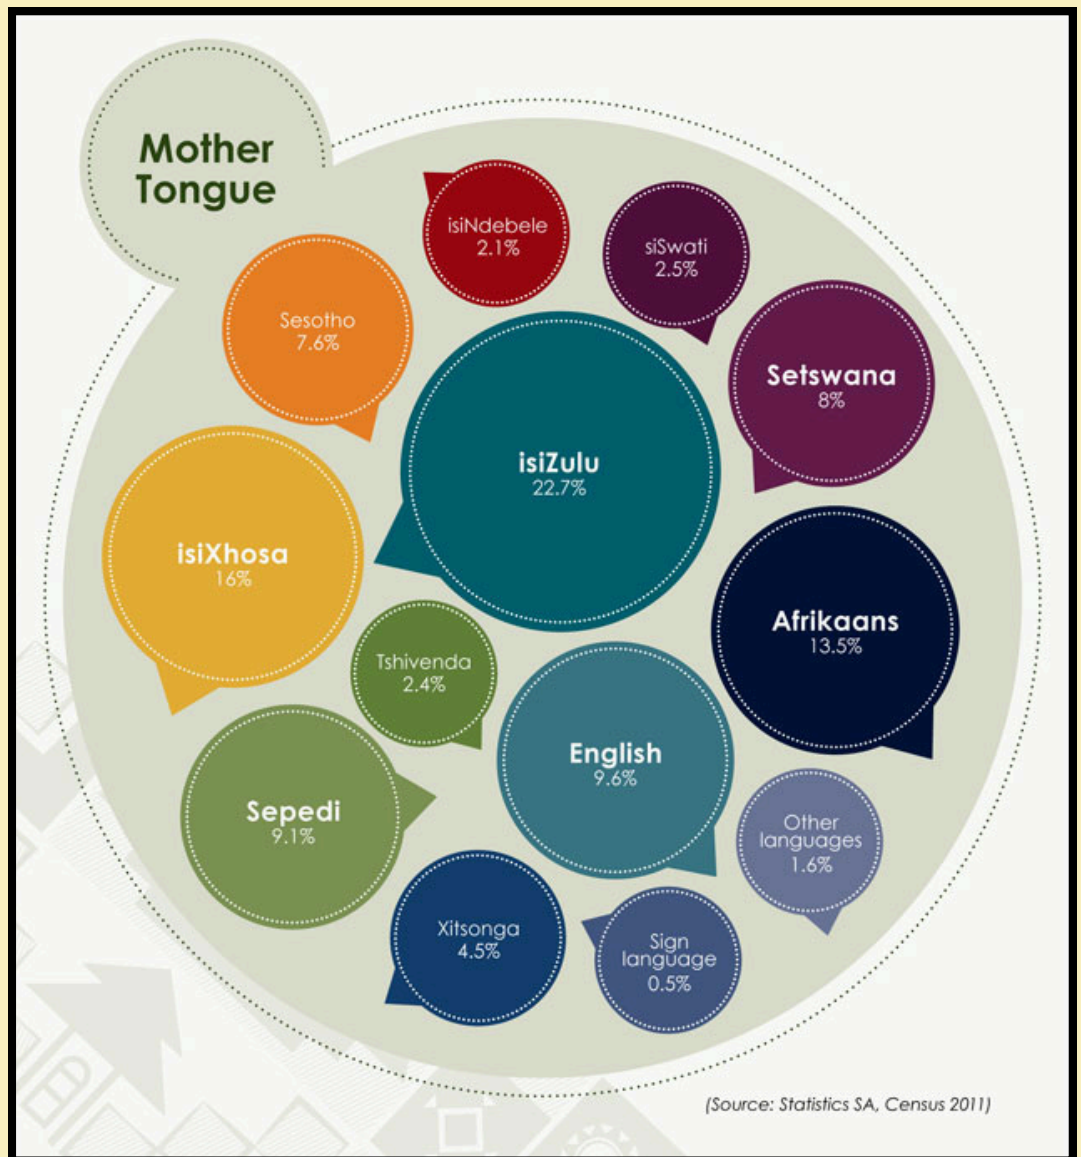 Mother
Tongue
isiNdebele
2.1%
siSwati
2.5%
Sesotho
7.6%
Setswana
8%
isiZulu
22.7%
isiXhosa
16%
Afrikaans
13.5%
Tshivenda
2.4%
English
9.6%
Sepedi
9.1%
Other
languages
1.6%
Xitsonga
4.5%
Sign
language
0.5%
(Source: Statistics SA, Census 2011)